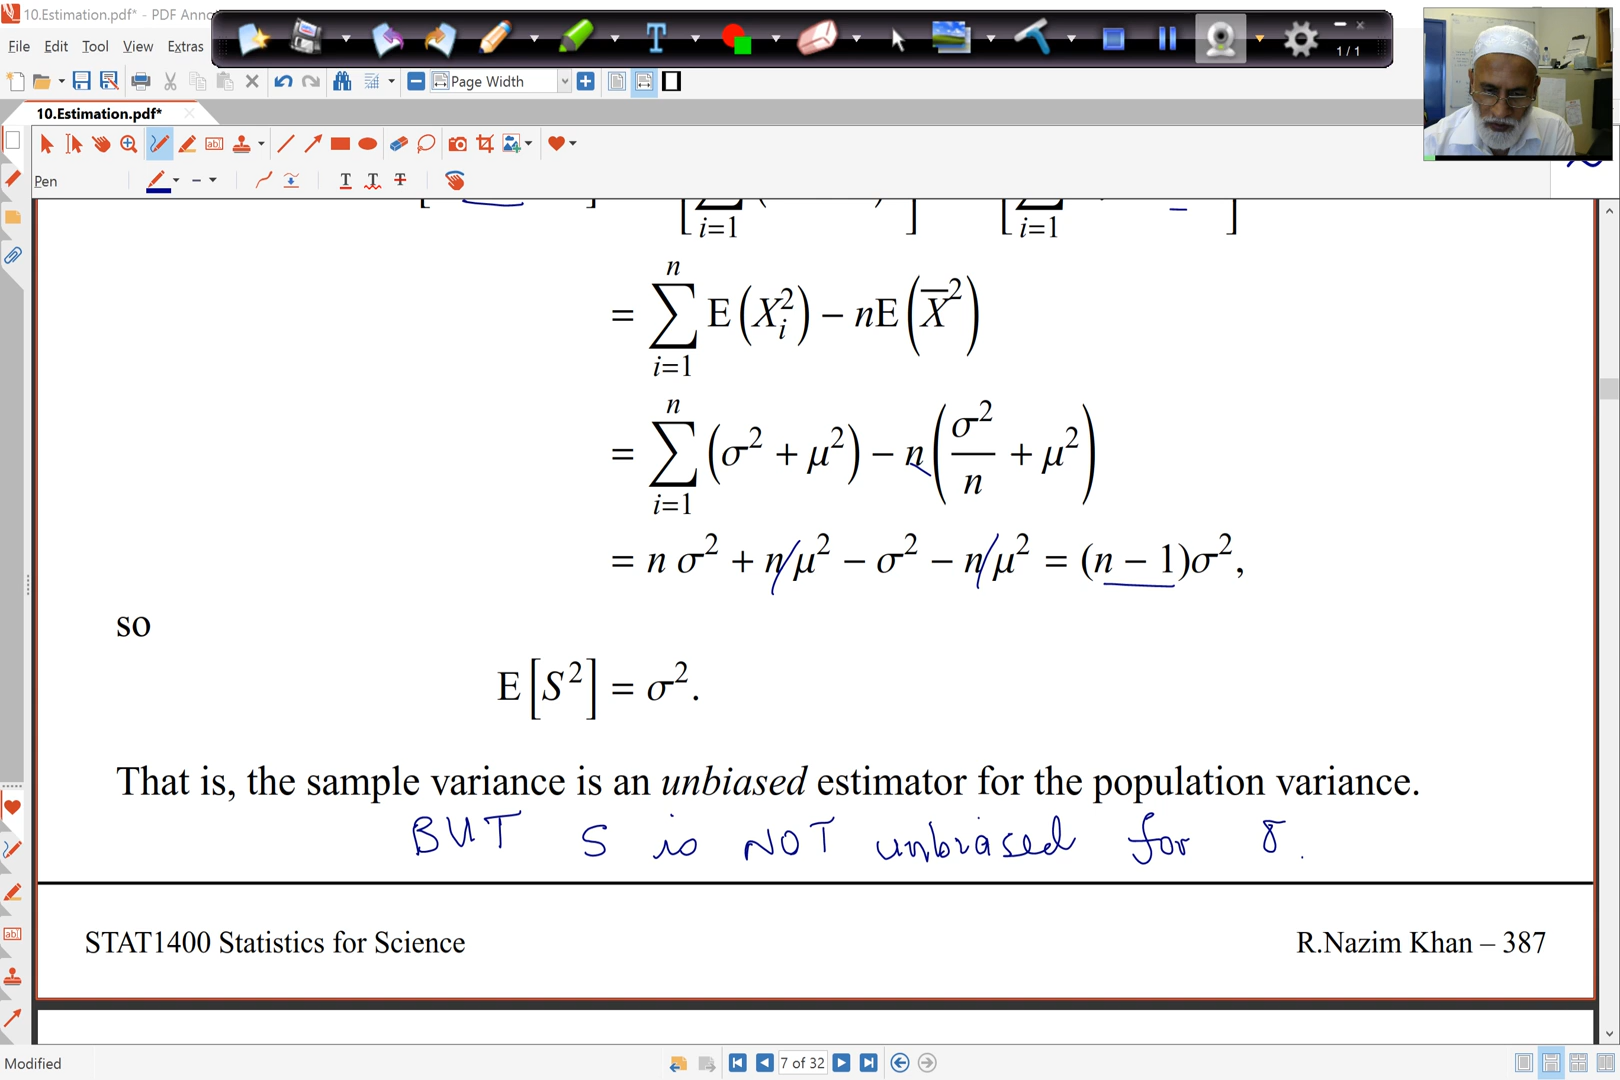 10.Estimation.pdf* - PDF Anno
1 / 1
File Edit Tool View Extras
Page Width
10.Estimation.pdf*
Pen
[ ] [∑ i=1 ( ) ] [∑ i=1 ]
= ∑_{i=1}^{n} E(X_i^2) − nE(X̅^2)
= ∑_{i=1}^{n} (σ^2 + μ^2) − n(σ^2/n + μ^2)
= n σ^2 + nμ^2 − σ^2 − nμ^2 = (n − 1)σ^2,
so
E[S^2] = σ^2.
That is, the sample variance is an unbiased estimator for the population variance.
BUT S is NOT unbiased for σ.
STAT1400 Statistics for Science R.Nazim Khan – 387
Modified 7 of 32